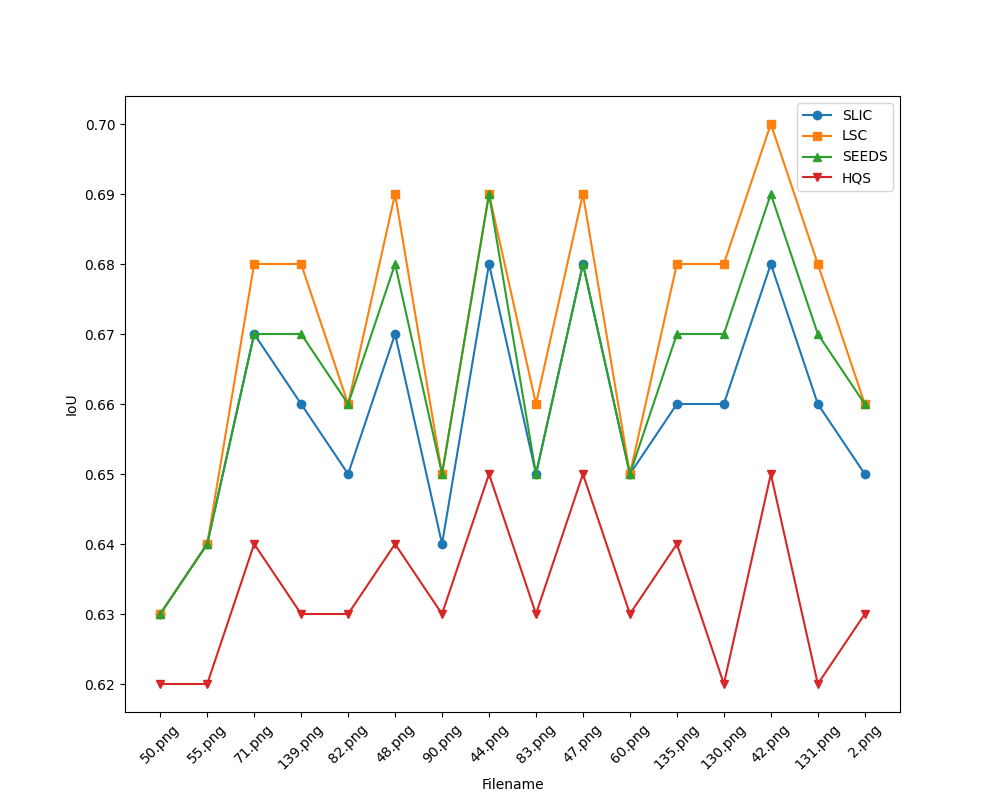 SLIC
LSC
SEEDS
HQS
0.70
0.69
0.68
0.67
0.66
0.65
0.64
0.63
0.62
IoU
50.png
55.png
71.png
139.png
82.png
48.png
90.png
44.png
83.png
47.png
60.png
135.png
130.png
42.png
131.png
2.png
Filename